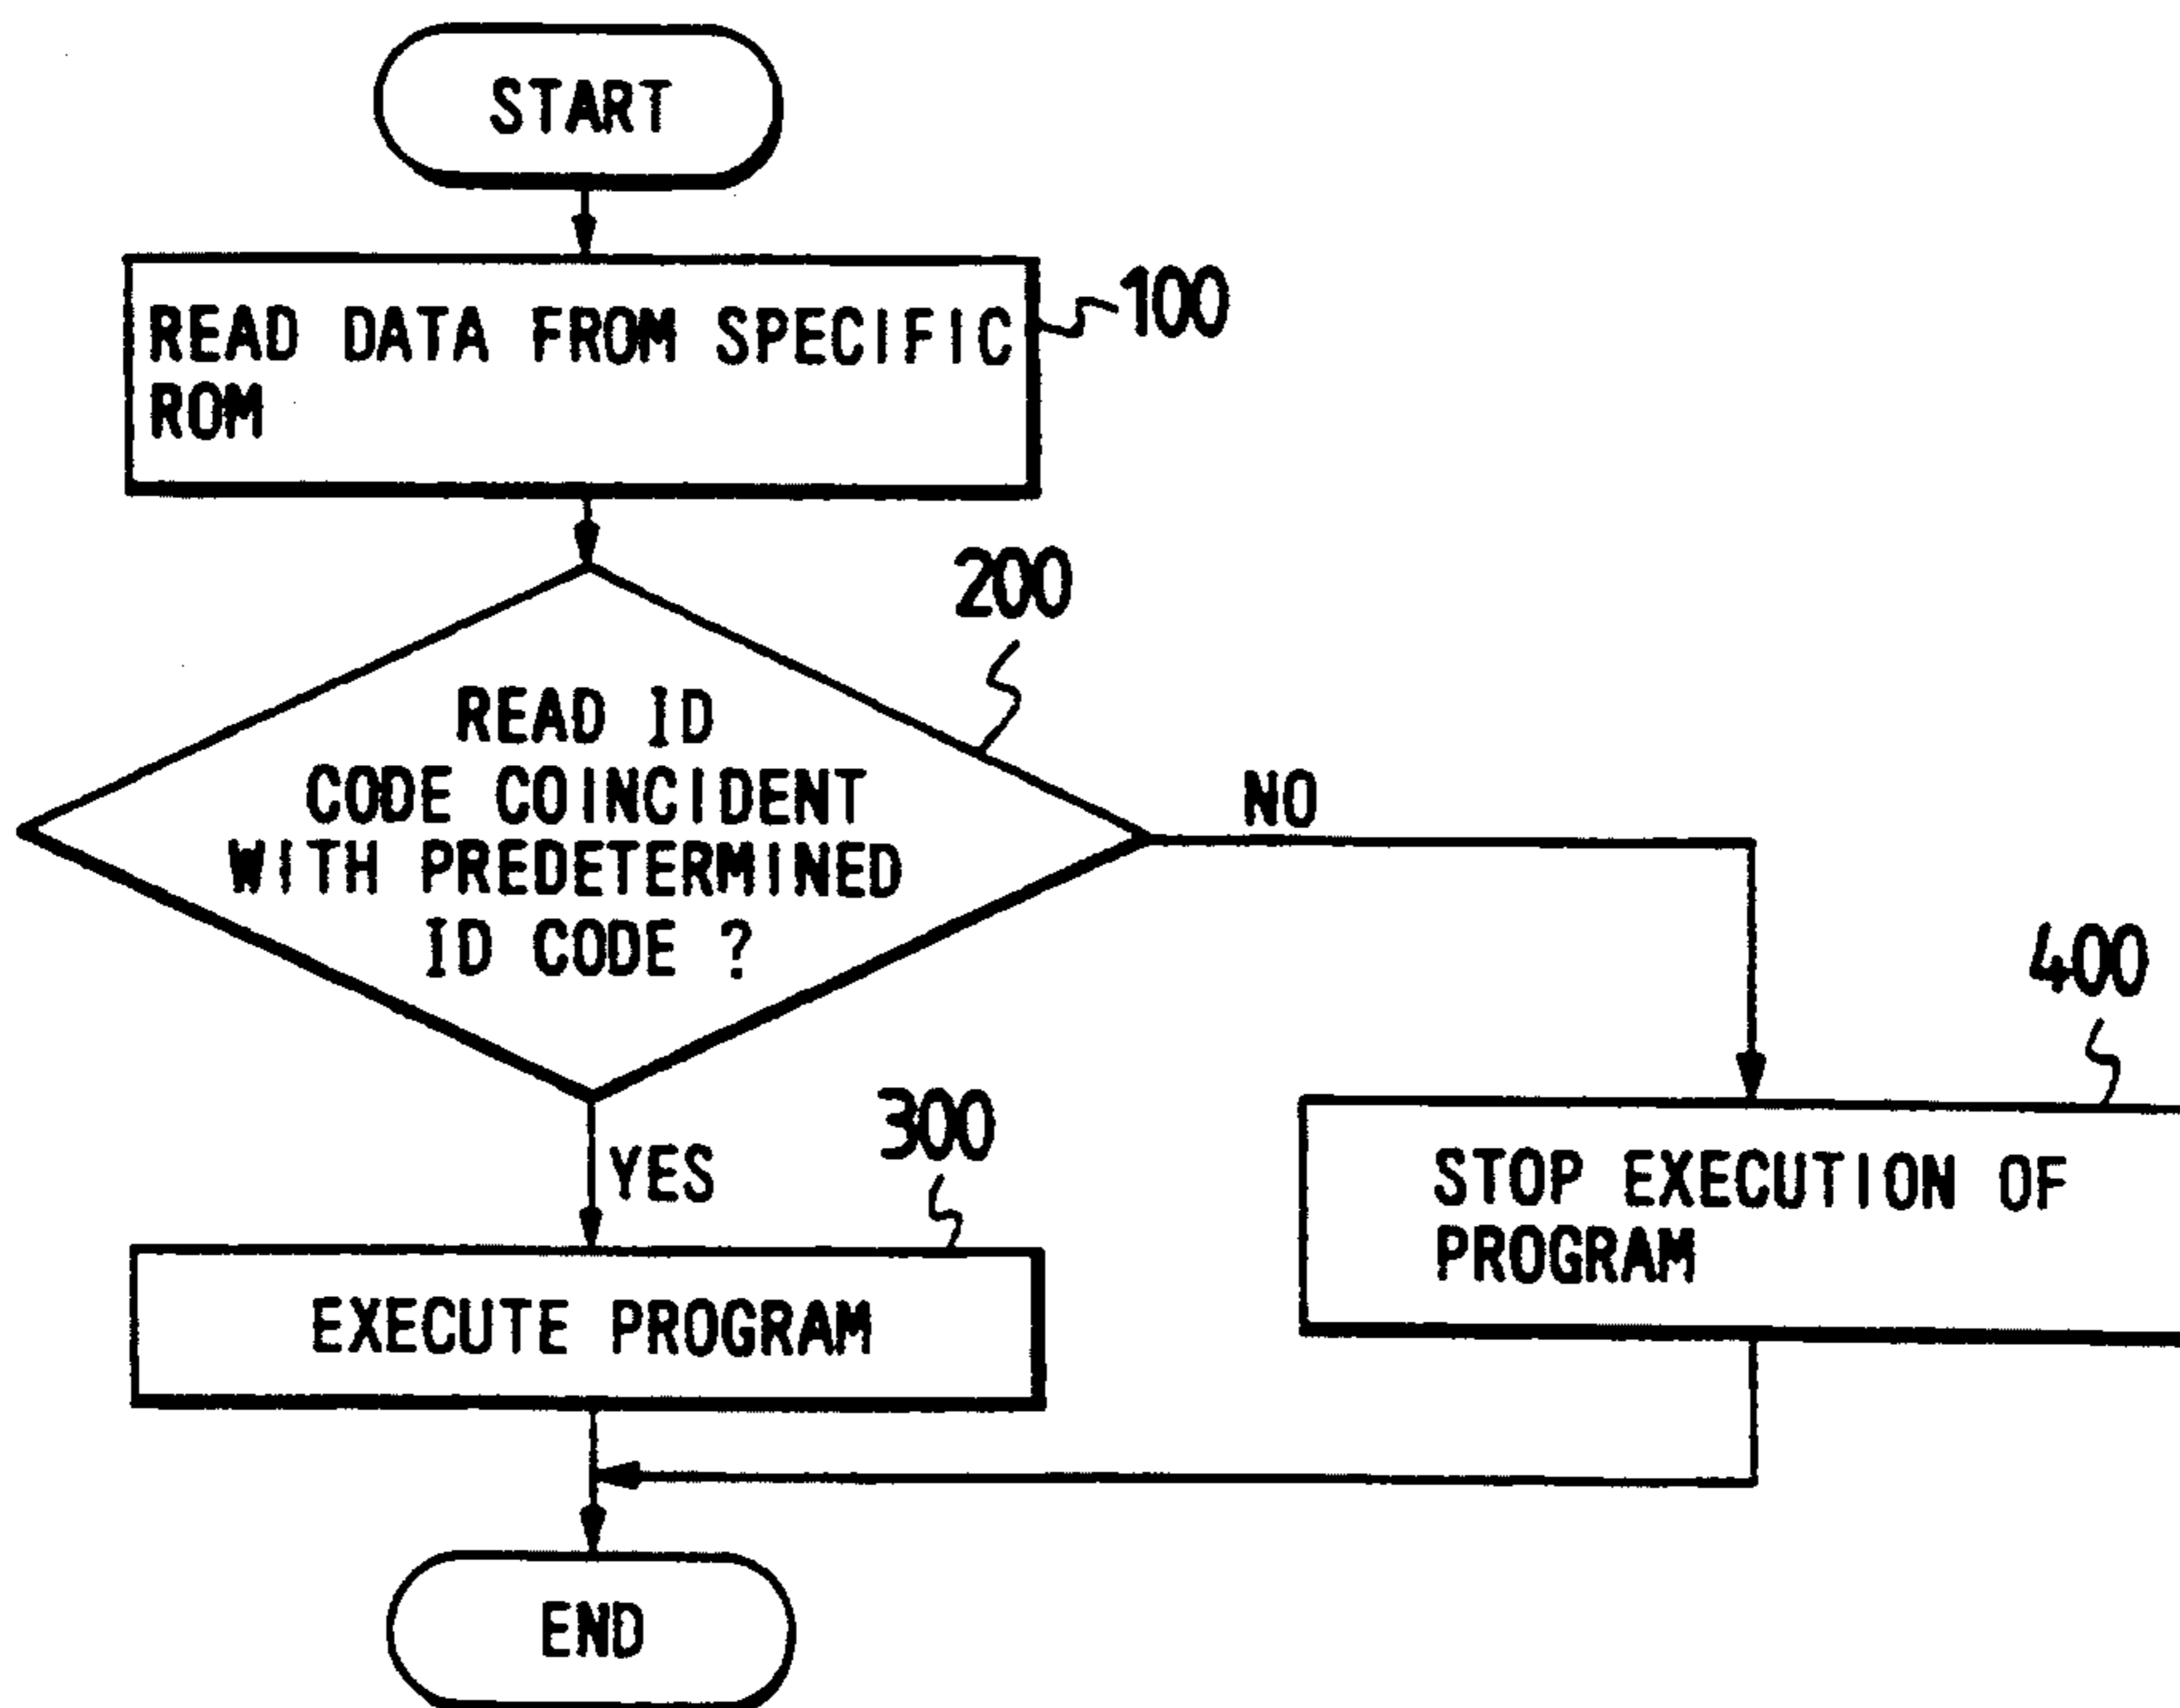 START
READ DATA FROM SPECIFIC
ROM
100
200
READ ID
CODE COINCIDENT
WITH PREDETERMINED
ID CODE ?
NO
400
YES
300
STOP EXECUTION OF
PROGRAM
EXECUTE PROGRAM
END